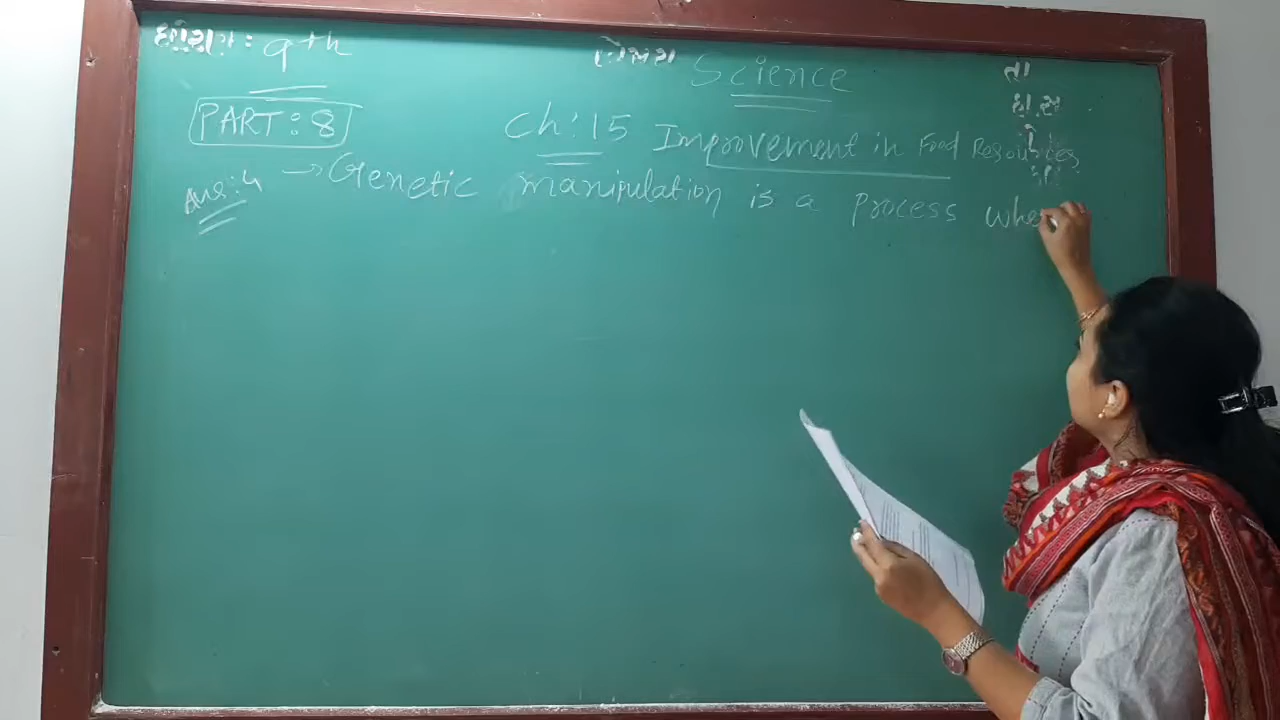 ધોરણ : 9th
વિષય Science
તા
PART : 8
Ch : 15 Improvement in Food Resources
Ans : 4 → Genetic manipulation is a process whe